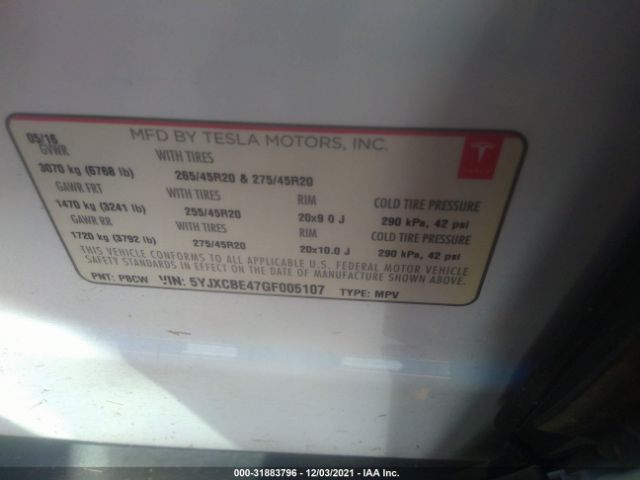 05/16 MFD BY TESLA MOTORS, INC.
GVWR WITH TIRES
3070 kg (6768 lb) 265/45R20 & 275/45R20
GAWR FRT WITH TIRES RIM COLD TIRE PRESSURE
1470 kg (3241 lb) 255/45R20 20x9.0 J 290 kPa, 42 psi
GAWR RR WITH TIRES RIM COLD TIRE PRESSURE
1720 kg (3792 lb) 275/45R20 20x10.0 J 290 kPa, 42 psi
THIS VEHICLE CONFORMS TO ALL APPLICABLE U.S. FEDERAL MOTOR VEHICLE
SAFETY STANDARDS IN EFFECT ON THE DATE OF MANUFACTURE SHOWN ABOVE.
PNT: PBCW VIN: 5YJXCBE47GF005107 TYPE: MPV
TESLA
000-31883796 - 12/03/2021 - IAA Inc.